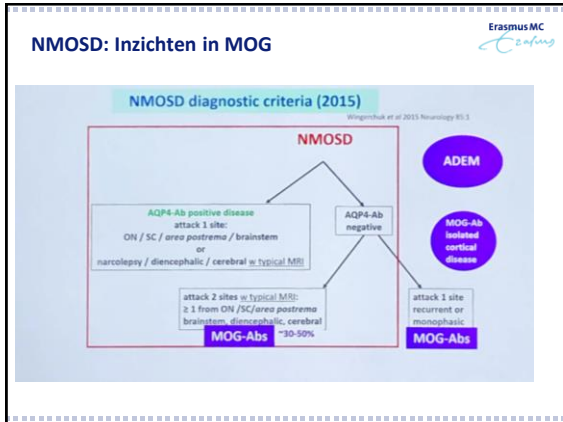 NMOSD: Inzichten in MOG
Erasmus MC
Erasmus
NMOSD diagnostic criteria (2015)
Wingerchuk et al 2015 Neurology 85:1
NMOSD
ADEM
AQP4-Ab positive disease
attack 1 site:
ON / SC / area postrema / brainstem
or
narcolepsy / diencephalic / cerebral w typical MRI
AQP4-Ab
negative
MOG-Ab
isolated
cortical
disease
attack 2 sites w typical MRI:
≥ 1 from ON /SC/area postrema
brainstem, diencephalic, cerebral
MOG-Abs
~30-50%
attack 1 site
recurrent or
monophasic
MOG-Abs